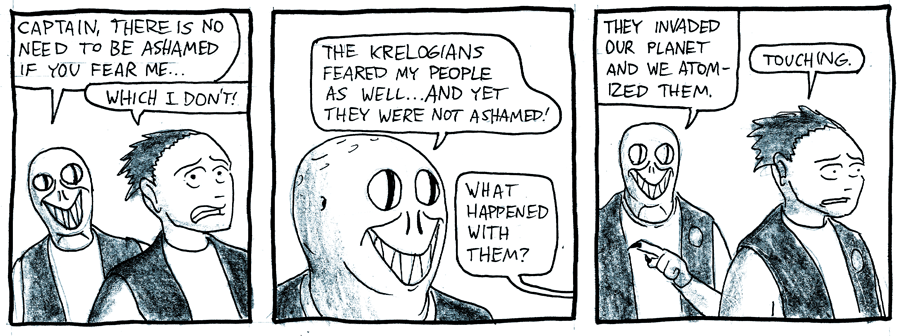 CAPTAIN, THERE IS NO
NEED TO BE ASHAMED
IF YOU FEAR ME...
WHICH I DON'T!
THE KRELOGIANS
FEARED MY PEOPLE
AS WELL...AND YET
THEY WERE NOT ASHAMED!
WHAT
HAPPENED
WITH
THEM?
THEY INVADED
OUR PLANET
AND WE ATOM-
IZED THEM.
TOUCHING.